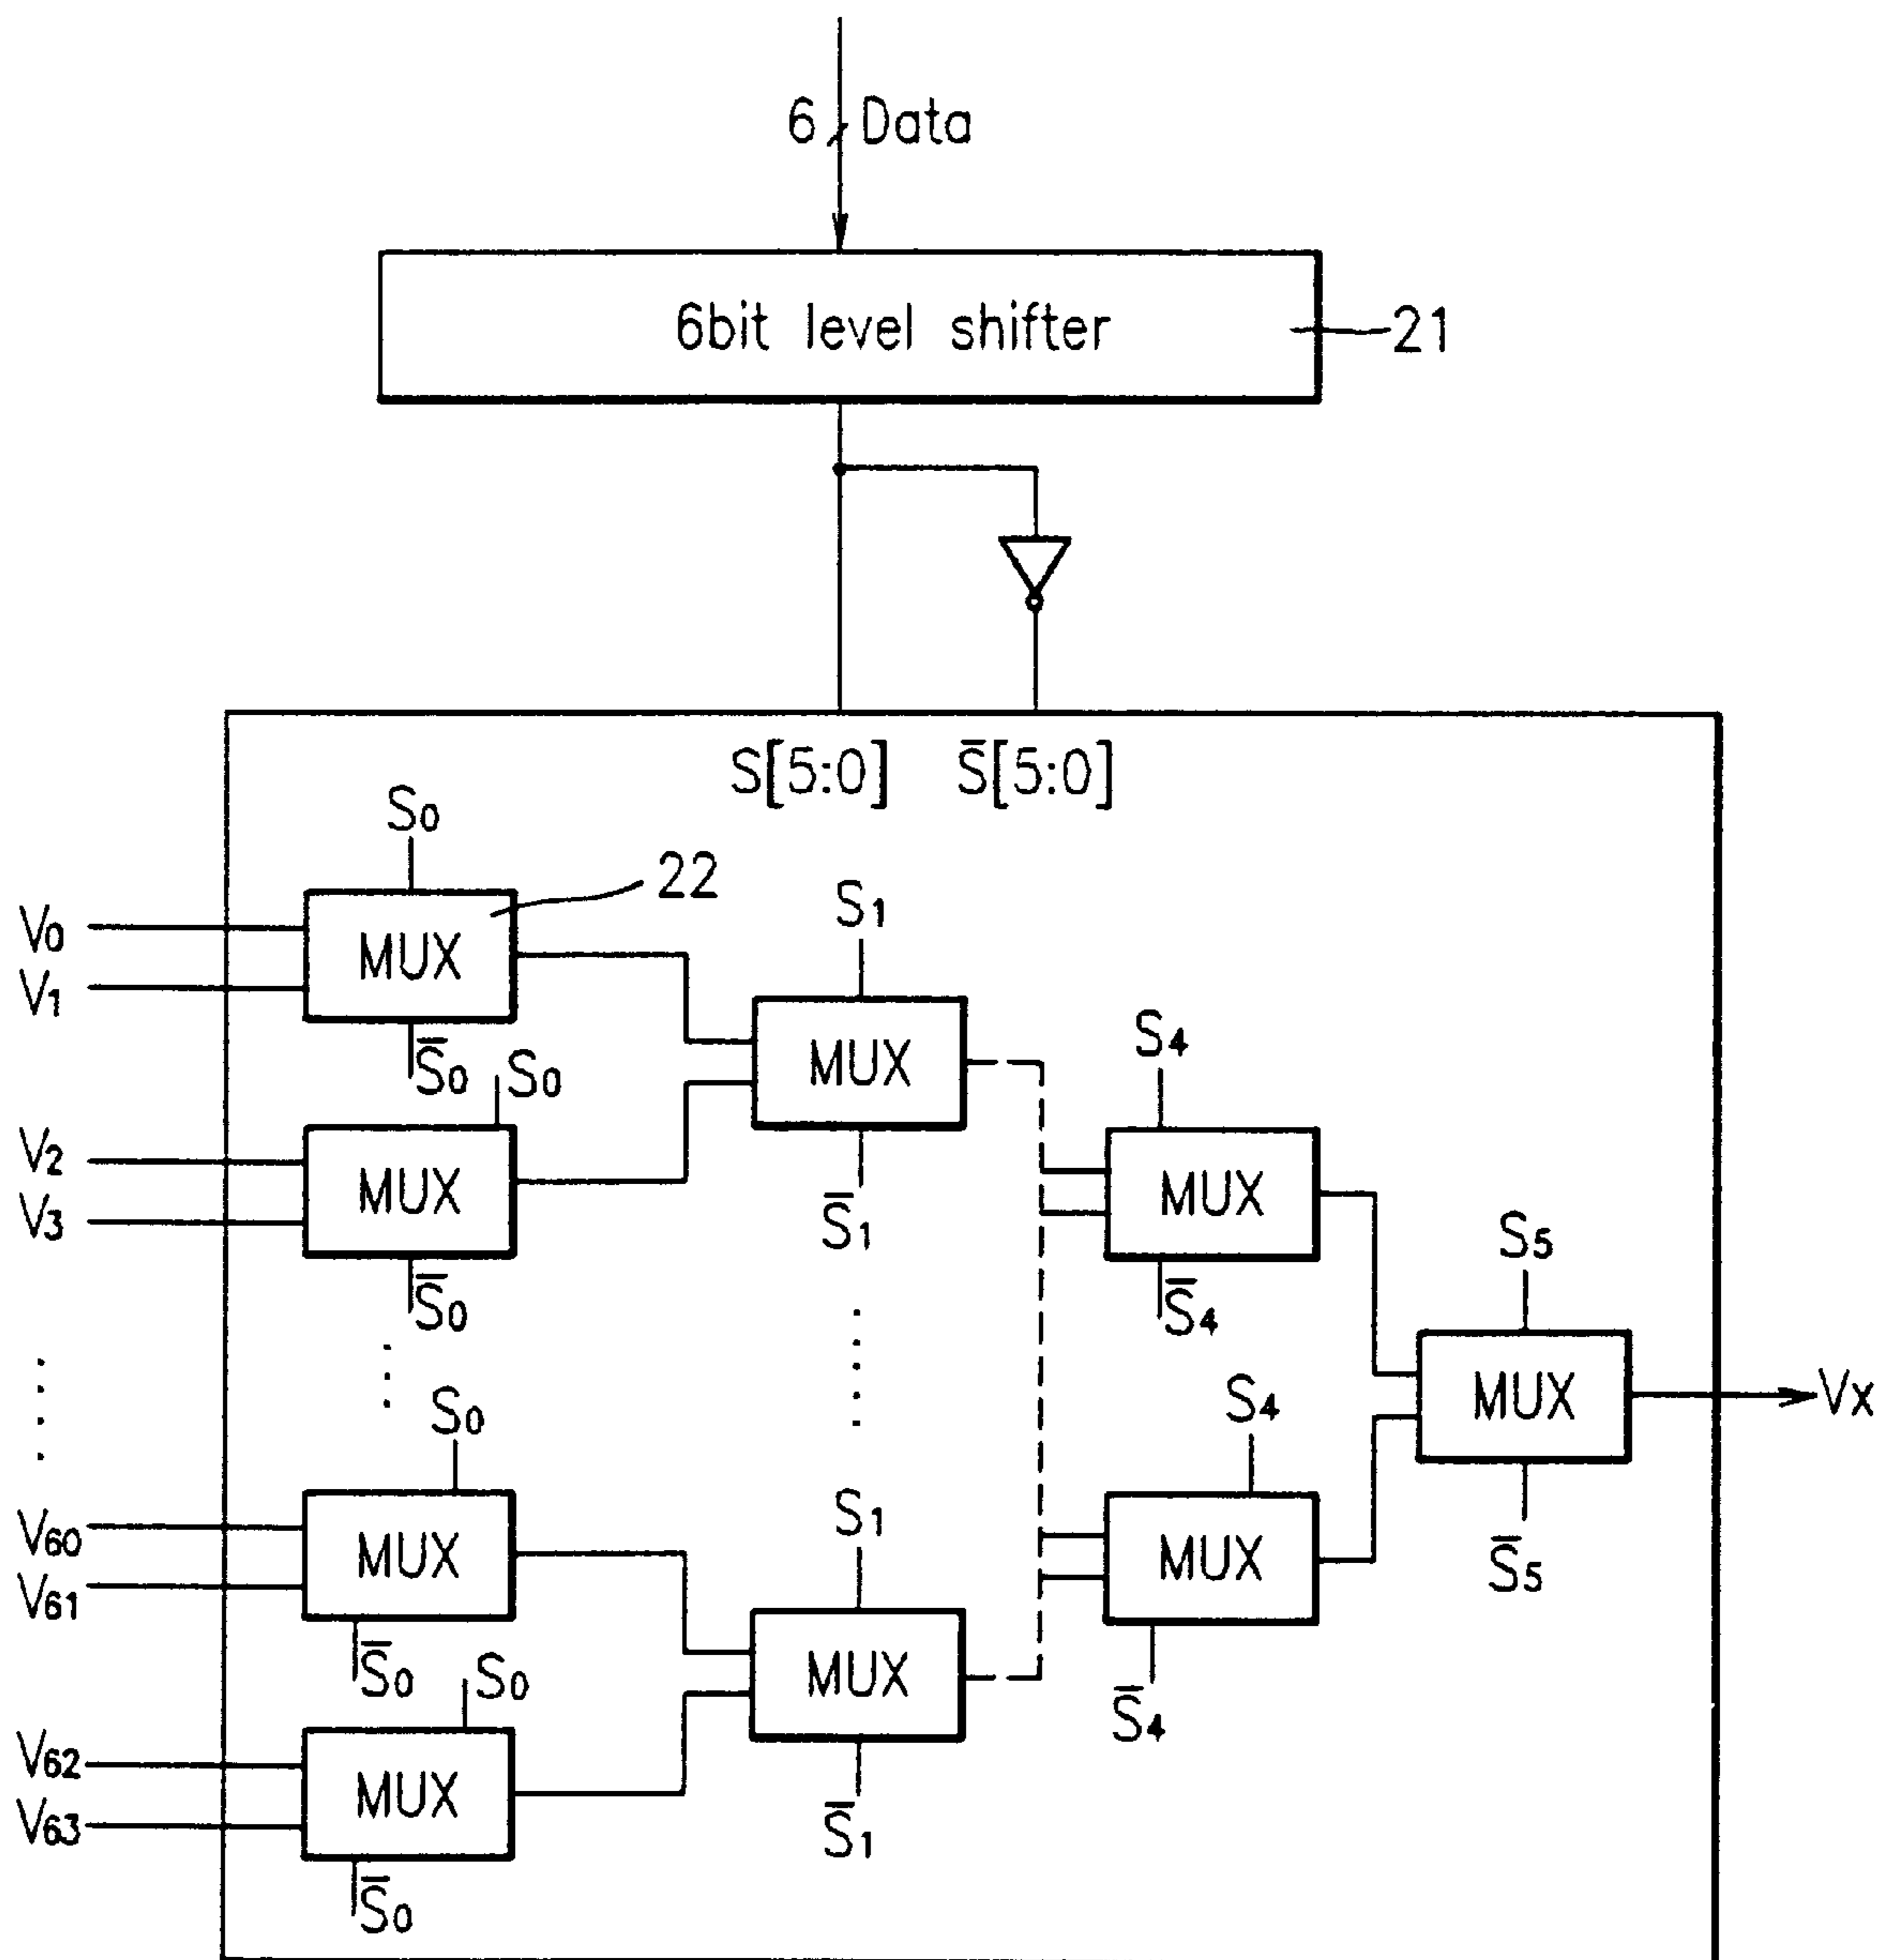 6 Data
6bit level shifter
21
S[5:0] S̅[5:0]
S0
22
V0
V1
MUX
S̅0
S1
MUX
S̅1
S0
V2
V3
MUX
S̅0
S4
MUX
S̅4
S5
MUX
S̅5
VX
S0
V60
V61
MUX
S̅0
S1
MUX
S̅1
S4
MUX
S̅4
S0
V62
V63
MUX
S̅0